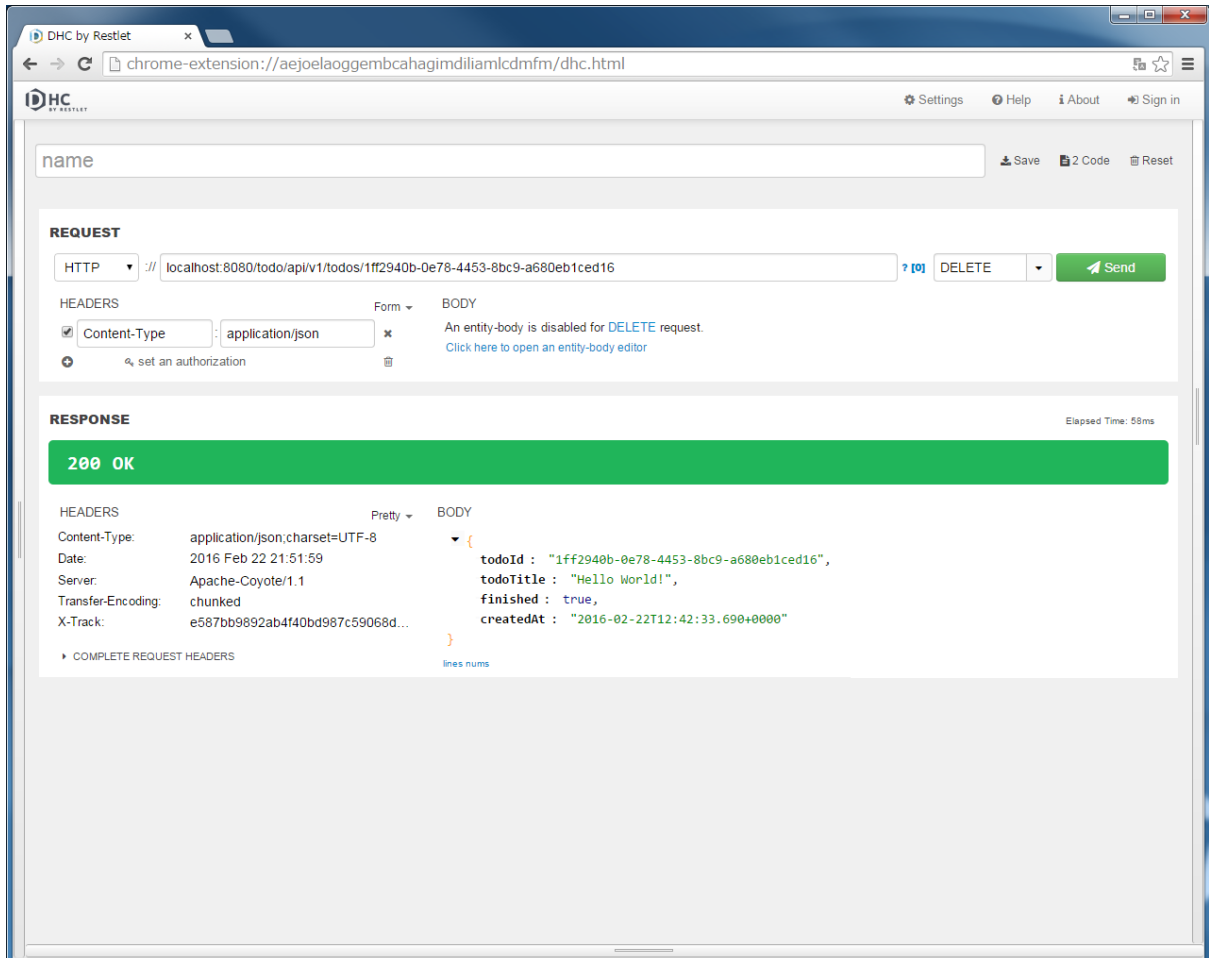 DHC by Restlet
chrome-extension://aejoelaoggembcahagimdiliamlcdmfm/dhc.html
DHC
BY RESTLET
Settings Help About Sign in
name
Save 2 Code Reset
REQUEST
HTTP :// localhost:8080/todo/api/v1/todos/1ff2940b-0e78-4453-8bc9-a680eb1ced16 ? [0] DELETE Send
HEADERS Form BODY
Content-Type : application/json An entity-body is disabled for DELETE request.
Click here to open an entity-body editor
set an authorization
RESPONSE Elapsed Time: 58ms
200 OK
HEADERS Pretty BODY
Content-Type: application/json;charset=UTF-8 {
Date: 2016 Feb 22 21:51:59 todoId : "1ff2940b-0e78-4453-8bc9-a680eb1ced16",
Server: Apache-Coyote/1.1 todoTitle : "Hello World!",
Transfer-Encoding: chunked finished : true,
X-Track: e587bb9892ab4f40bd987c59068d... createdAt : "2016-02-22T12:42:33.690+0000"
}
COMPLETE REQUEST HEADERS lines nums